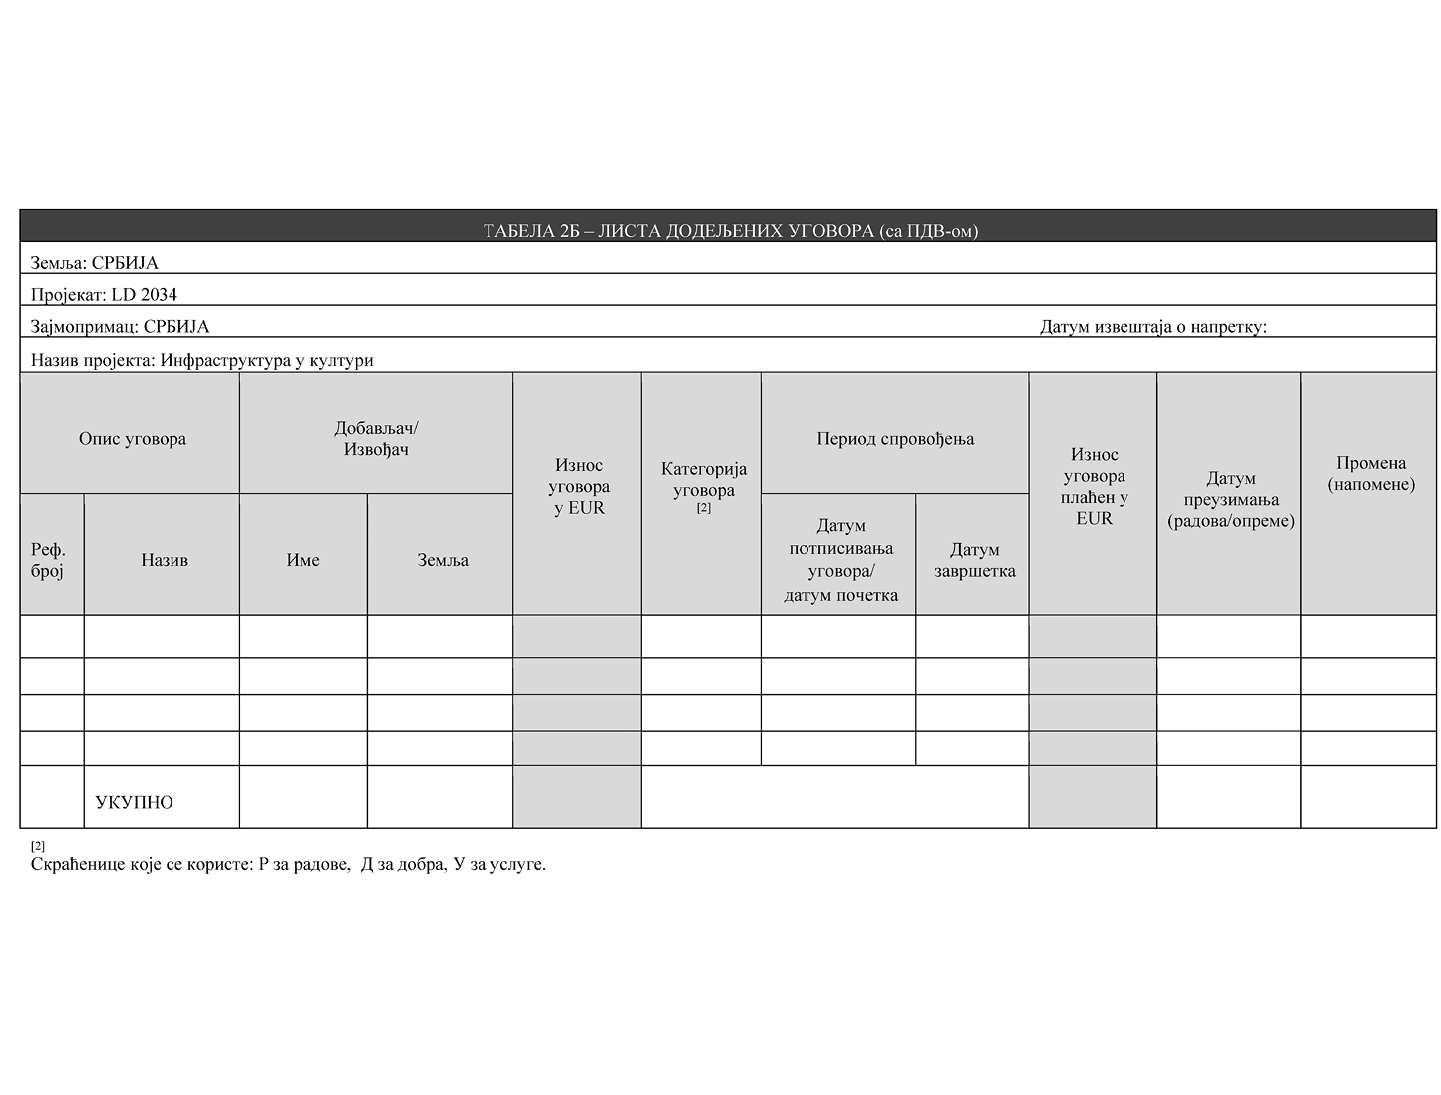 ТАБЕЛА 2Б – ЛИСТА ДОДЕЉЕНИХ УГОВОРА (са ПДВ-ом)
Земља: СРБИЈА
Пројекат: LD 2034
Зајмопримац: СРБИЈА Датум извештаја о напретку:
Назив пројекта: Инфраструктура у култури
Опис уговора
Добављач/
Извођач
Износ
уговора
у EUR
Категорија
уговора
[2]
Период спровођења
Износ
уговора
плаћен у
EUR
Датум
преузимања
(радова/опреме)
Промена
(напомене)
Реф.
број
Назив
Име
Земља
Датум
потписивања
уговора/
датум почетка
Датум
завршетка
УКУПНО
[2]
Скраћенице које се користе: Р за радове, Д за добра, У за услуге.